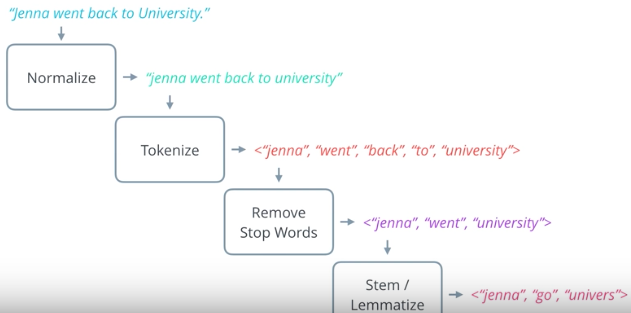 “Jenna went back to University.”
Normalize
“jenna went back to university”
Tokenize
<“jenna”, “went”, “back”, “to”, “university”>
Remove
Stop Words
<“jenna”, “went”, “university”>
Stem /
Lemmatize
<“jenna”, “go”, “univers”>